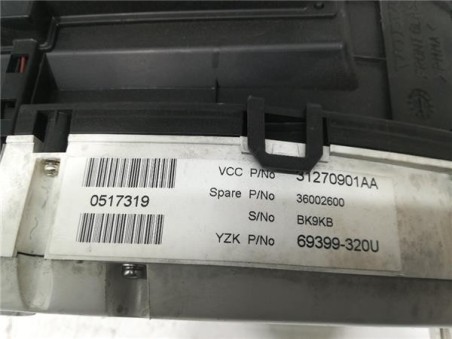 VCC P/No 31270901AA
Spare P/No 36002600
0517319
S/No BK9KB
YZK P/No 69399-320U